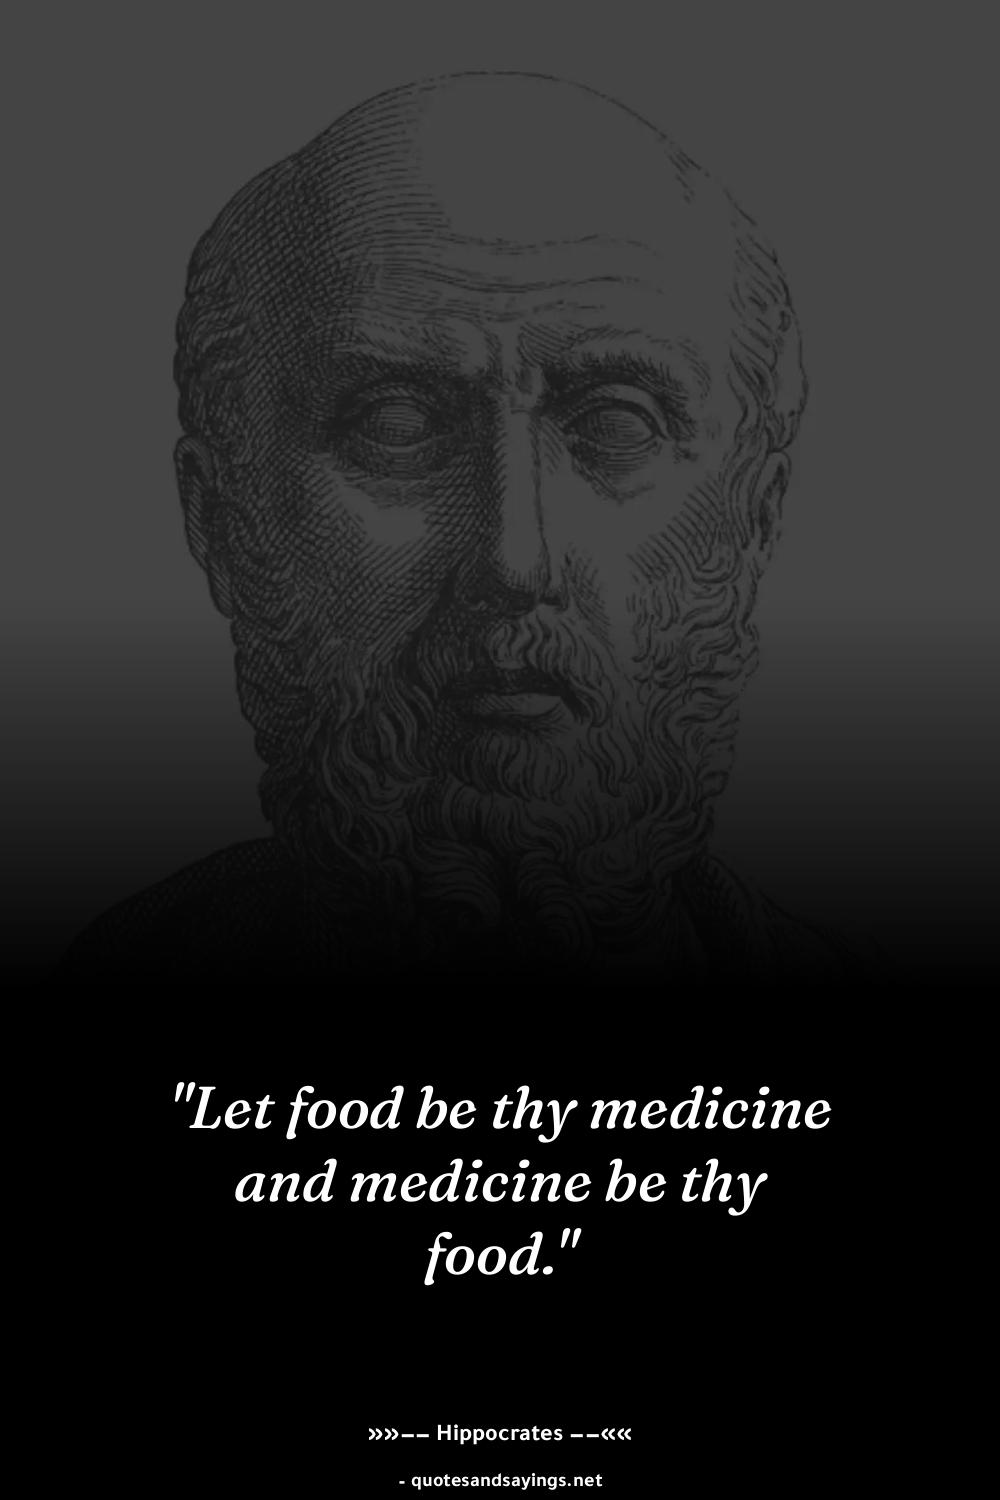 "Let food be thy medicine
and medicine be thy
food."
»»–– Hippocrates ––««
- quotesandsayings.net